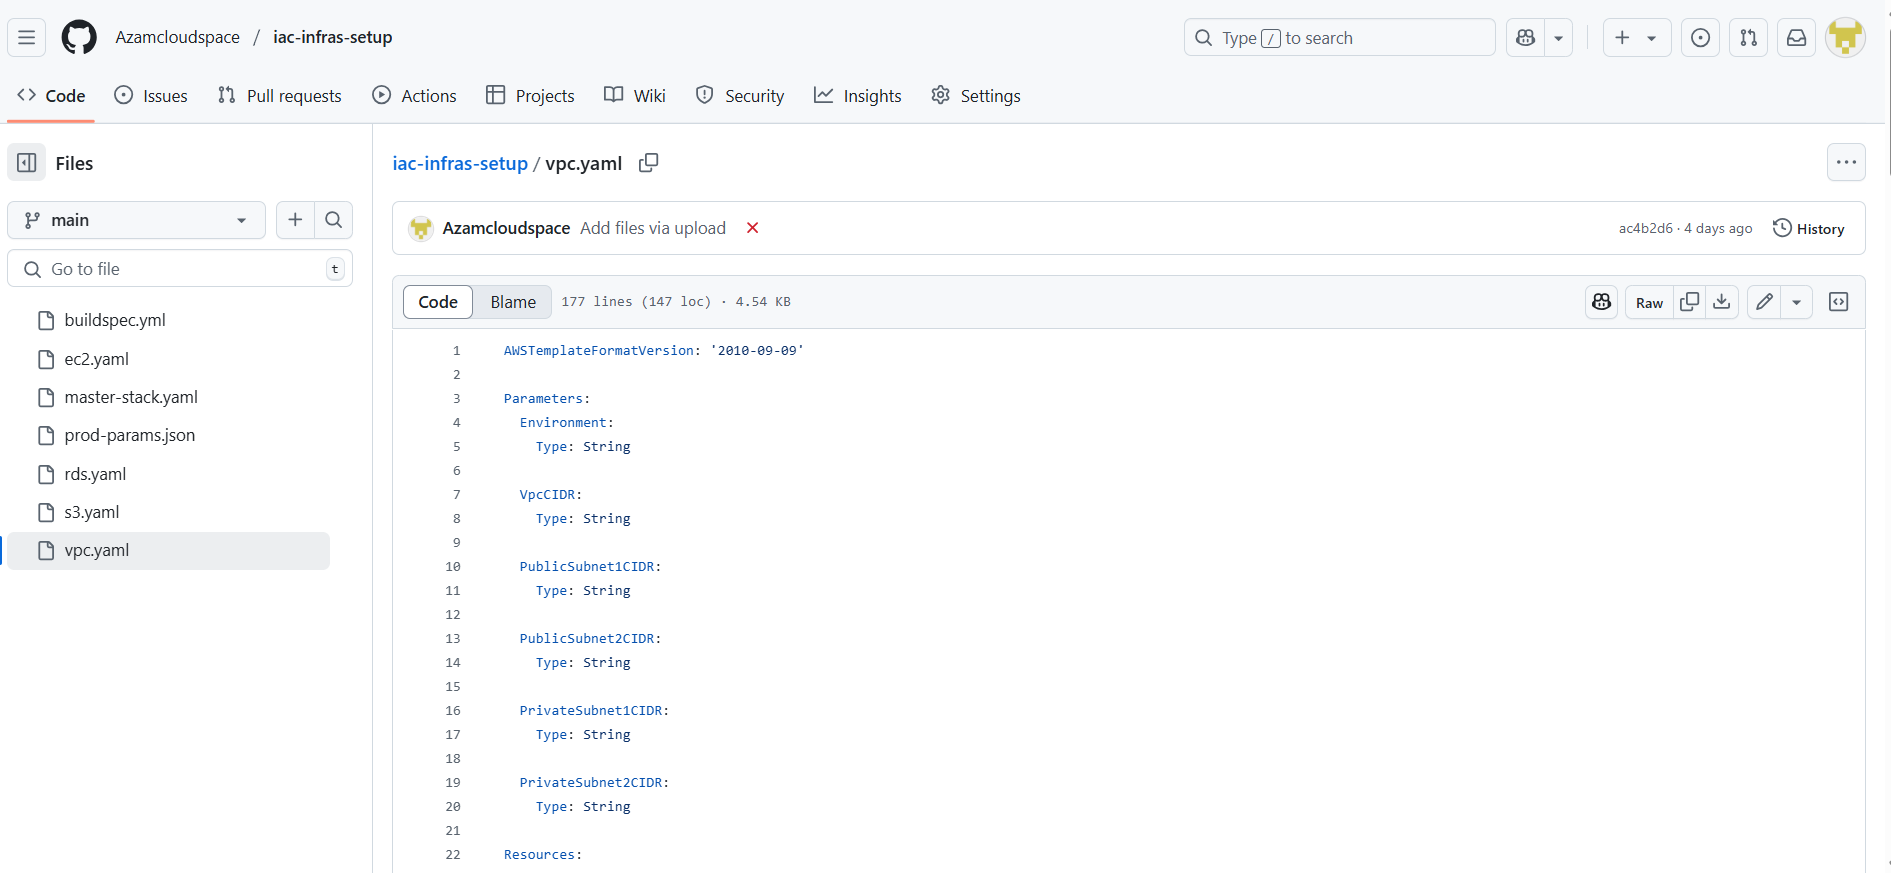 Azamcloudspace / iac-infras-setup
Type / to search
Code
Issues
Pull requests
Actions
Projects
Wiki
Security
Insights
Settings
Files
main
Go to file
t
buildspec.yml
ec2.yaml
master-stack.yaml
prod-params.json
rds.yaml
s3.yaml
vpc.yaml
iac-infras-setup / vpc.yaml
Azamcloudspace Add files via upload
ac4b2d6 · 4 days ago
History
Code
Blame
177 lines (147 loc) · 4.54 KB
Raw
1 AWSTemplateFormatVersion: '2010-09-09'
2
3 Parameters:
4 Environment:
5 Type: String
6
7 VpcCIDR:
8 Type: String
9
10 PublicSubnet1CIDR:
11 Type: String
12
13 PublicSubnet2CIDR:
14 Type: String
15
16 PrivateSubnet1CIDR:
17 Type: String
18
19 PrivateSubnet2CIDR:
20 Type: String
21
22 Resources: